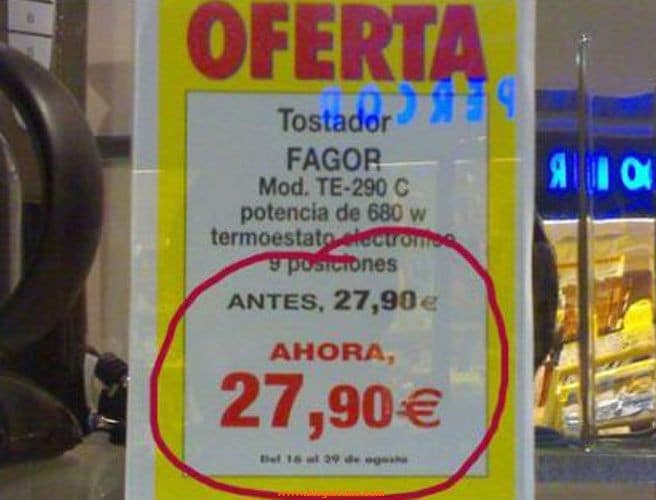 OFERTA
Tostador
FAGOR
Mod. TE-290 C
potencia de 680 w
termoestato electronico
9 posiciones
ANTES, 27,90€
AHORA,
27,90€
Del 16 al 29 de agosto